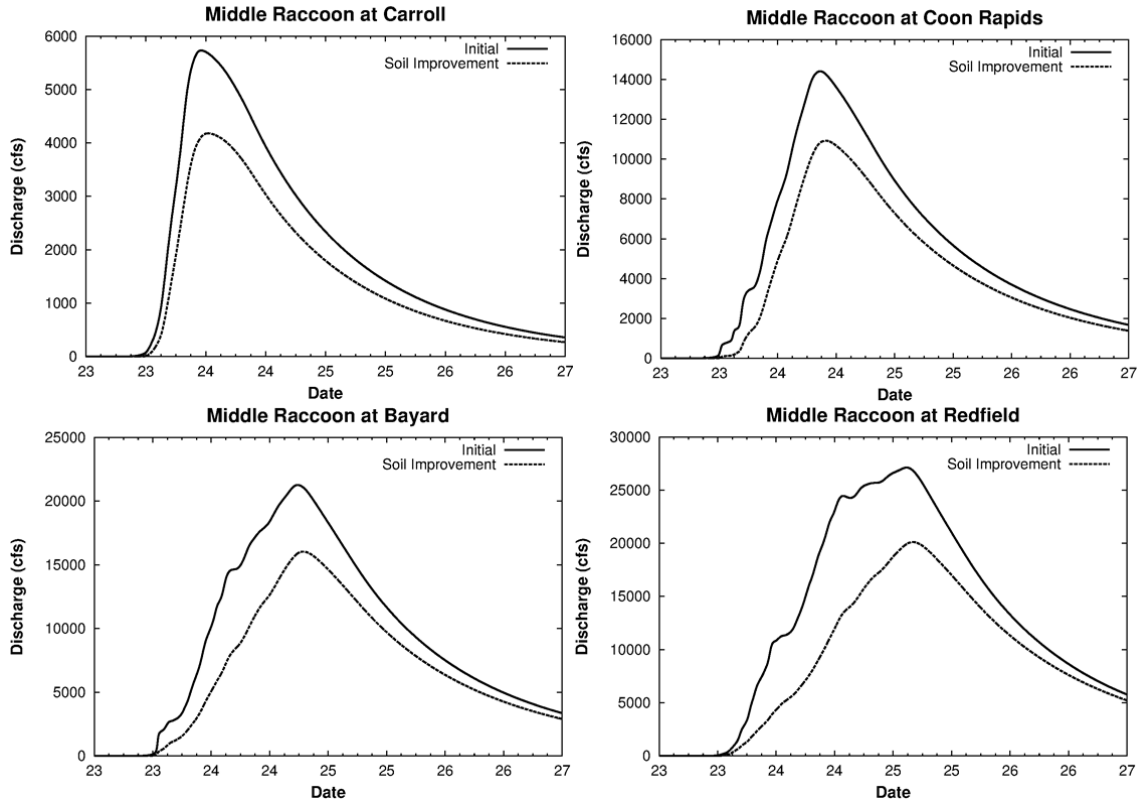 Middle Raccoon at Carroll
6000
5000
4000
3000
2000
1000
0
Discharge (cfs)
Initial
Soil Improvement
23 23 24 24 25 25 26 26 27
Date
Middle Raccoon at Coon Rapids
16000
14000
12000
10000
8000
6000
4000
2000
0
Discharge (cfs)
Initial
Soil Improvement
23 23 24 24 25 25 26 26 27
Date
Middle Raccoon at Bayard
25000
20000
15000
10000
5000
0
Discharge (cfs)
Initial
Soil Improvement
23 23 24 24 25 25 26 26 27
Date
Middle Raccoon at Redfield
30000
25000
20000
15000
10000
5000
0
Discharge (cfs)
Initial
Soil Improvement
23 23 24 24 25 25 26 26 27
Date